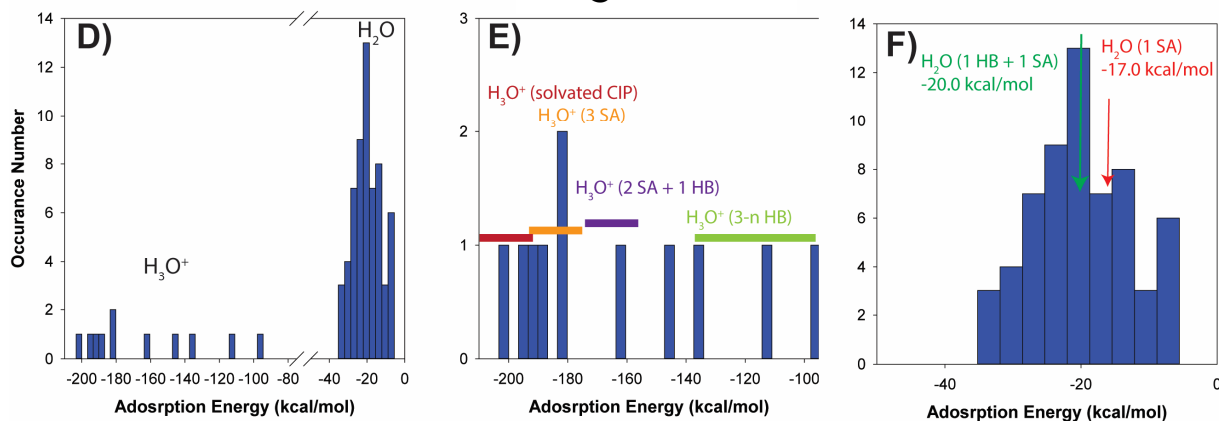 D)
H₂O
H₃O⁺
Occurance Number
14
12
10
8
6
4
2
0
-200 -180 -160 -140 -120 -100 -80 -40 -20 0
Adosrption Energy (kcal/mol)
E)
H₃O⁺ (solvated CIP)
H₃O⁺ (3 SA)
H₃O⁺ (2 SA + 1 HB)
H₃O⁺ (3-n HB)
3
2
1
0
-200 -180 -160 -140 -120 -100
Adosrption Energy (kcal/mol)
F)
H₂O (1 HB + 1 SA)
-20.0 kcal/mol
H₂O (1 SA)
-17.0 kcal/mol
14
12
10
8
6
4
2
0
-40 -20 0
Adosrption Energy (kcal/mol)